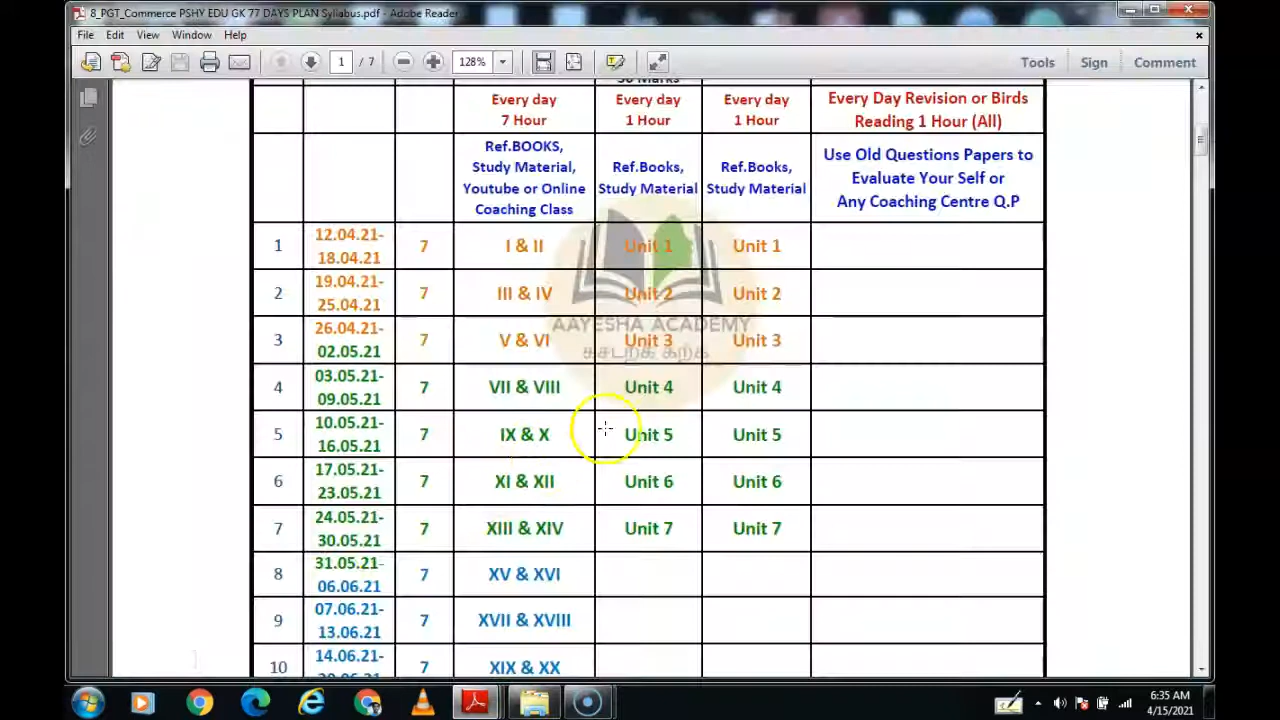 8_PGT_Commerce PSHY EDU GK 77 DAYS PLAN Syllabus.pdf - Adobe Reader
File Edit View Window Help
1 / 7 128% Tools Sign Comment
Every day
7 Hour
Every day
1 Hour
Every day
1 Hour
Every Day Revision or Birds
Reading 1 Hour (All)
Ref.BOOKS,
Study Material,
Youtube or Online
Coaching Class
Ref.Books,
Study Material
Ref.Books,
Study Material
Use Old Questions Papers to
Evaluate Your Self or
Any Coaching Centre Q.P
1 12.04.21- 7 I & II Unit 1 Unit 1
18.04.21
2 19.04.21- 7 III & IV Unit 2 Unit 2
25.04.21
3 26.04.21- 7 V & VI Unit 3 Unit 3
02.05.21
4 03.05.21- 7 VII & VIII Unit 4 Unit 4
09.05.21
5 10.05.21- 7 IX & X Unit 5 Unit 5
16.05.21
6 17.05.21- 7 XI & XII Unit 6 Unit 6
23.05.21
7 24.05.21- 7 XIII & XIV Unit 7 Unit 7
30.05.21
8 31.05.21- 7 XV & XVI
06.06.21
9 07.06.21- 7 XVII & XVIII
13.06.21
10 14.06.21- 7 XIX & XX
AAYESHA ACADEMY
கசடறக் கற்க
6:35 AM
4/15/2021